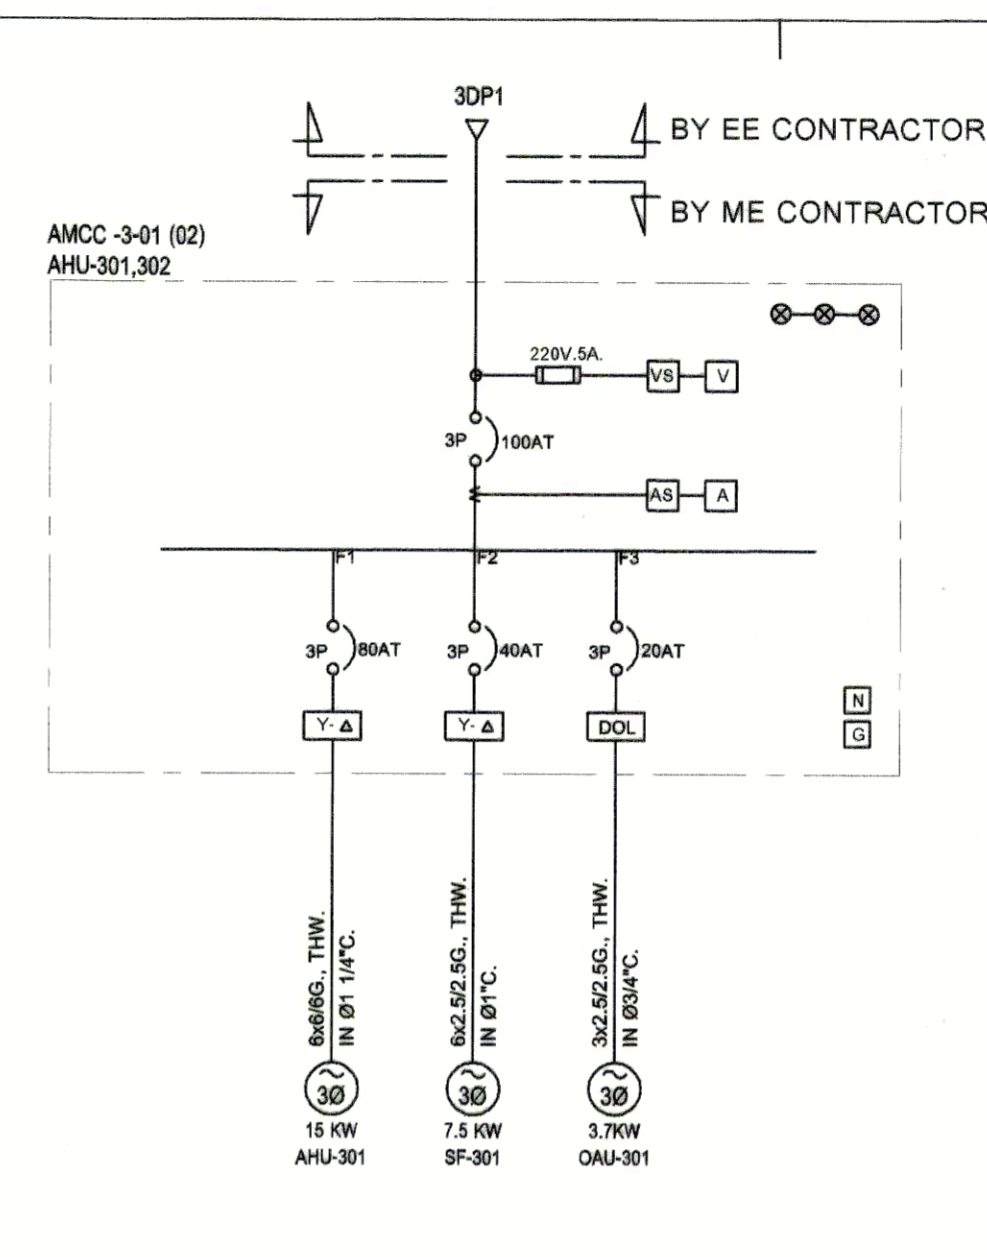 3DP1
BY EE CONTRACTOR
BY ME CONTRACTOR
AMCC -3-01 (02)
AHU-301,302
220V.5A.
VS
V
3P
100AT
AS
A
F1
F2
F3
3P
80AT
3P
40AT
3P
20AT
N
Y- Δ
Y- Δ
DOL
G
6x6/6G., THW.
IN Ø1 1/4"C.
6x2.5/2.5G., THW.
IN Ø1"C.
3x2.5/2.5G., THW.
IN Ø3/4"C.
3Ø
3Ø
3Ø
15 KW
7.5 KW
3.7KW
AHU-301
SF-301
OAU-301